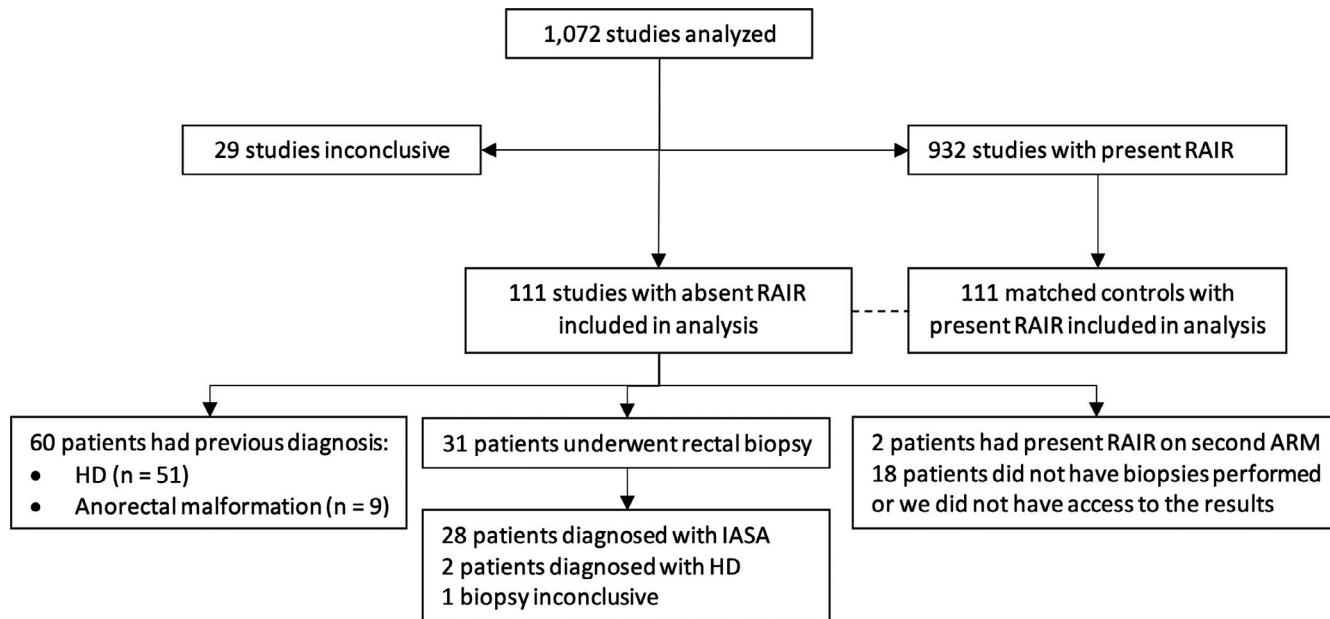 1,072 studies analyzed
29 studies inconclusive
932 studies with present RAIR
111 studies with absent RAIR
included in analysis
111 matched controls with
present RAIR included in analysis
60 patients had previous diagnosis:
• HD (n = 51)
• Anorectal malformation (n = 9)
31 patients underwent rectal biopsy
2 patients had present RAIR on second ARM
18 patients did not have biopsies performed
or we did not have access to the results
28 patients diagnosed with IASA
2 patients diagnosed with HD
1 biopsy inconclusive